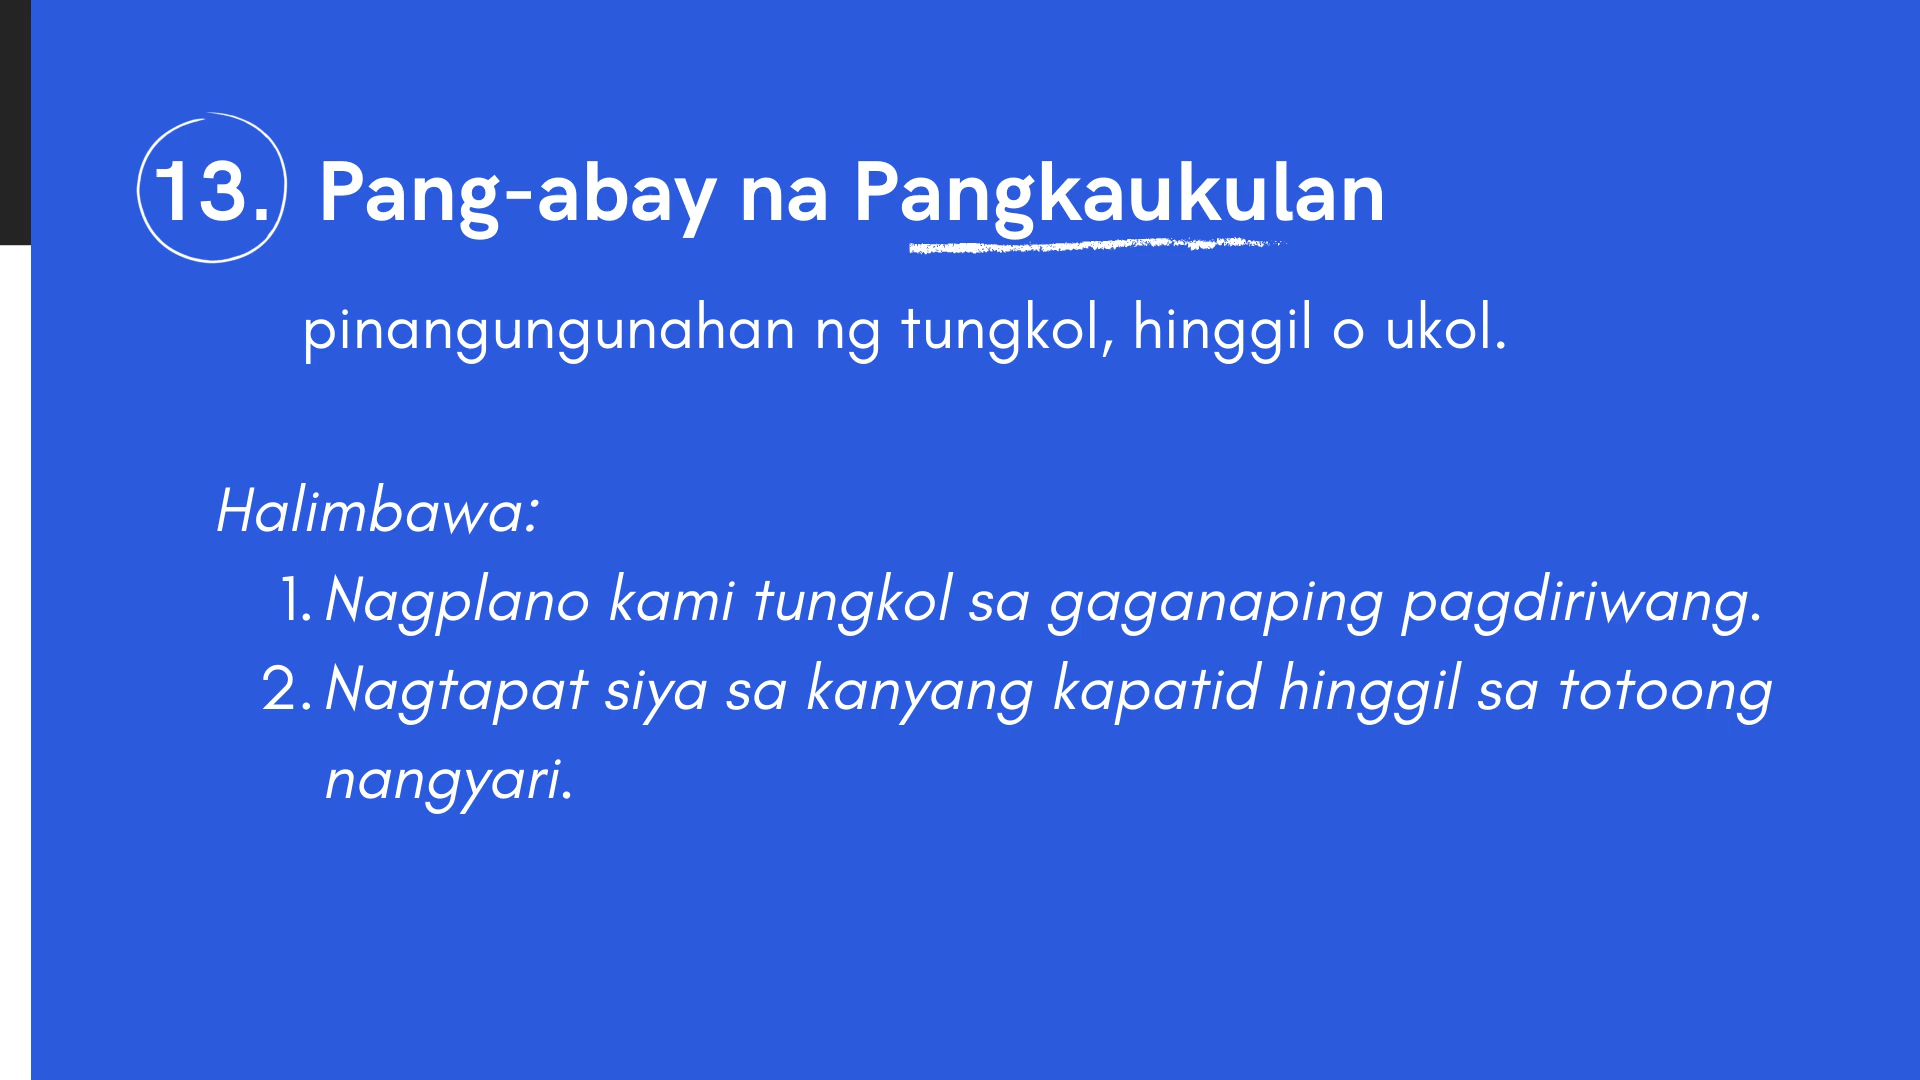 13. Pang-abay na Pangkaukulan
pinangungunahan ng tungkol, hinggil o ukol.
Halimbawa:
1. Nagplano kami tungkol sa gaganaping pagdiriwang.
2. Nagtapat siya sa kanyang kapatid hinggil sa totoong
nangyari.